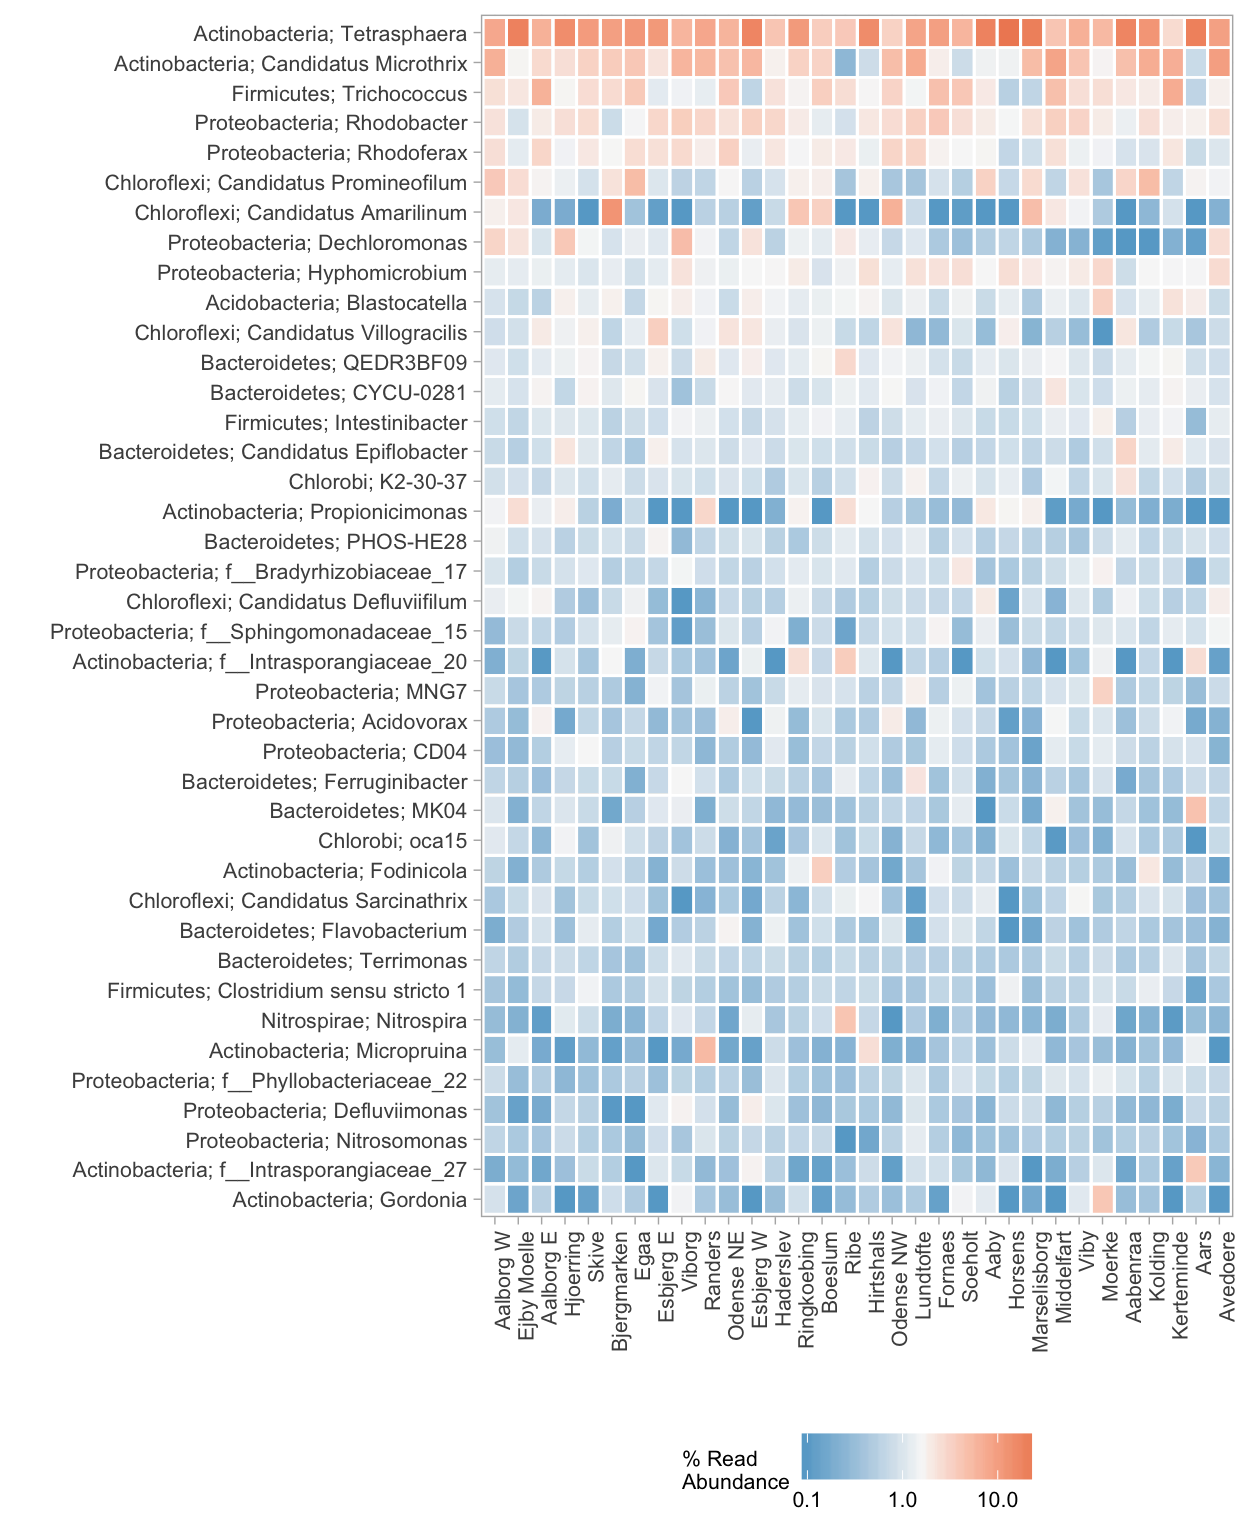 Actinobacteria; Tetrasphaera
Actinobacteria; Candidatus Microthrix
Firmicutes; Trichococcus
Proteobacteria; Rhodobacter
Proteobacteria; Rhodoferax
Chloroflexi; Candidatus Promineofilum
Chloroflexi; Candidatus Amarilinum
Proteobacteria; Dechloromonas
Proteobacteria; Hyphomicrobium
Acidobacteria; Blastocatella
Chloroflexi; Candidatus Villogracilis
Bacteroidetes; QEDR3BF09
Bacteroidetes; CYCU-0281
Firmicutes; Intestinibacter
Bacteroidetes; Candidatus Epiflobacter
Chlorobi; K2-30-37
Actinobacteria; Propionicimonas
Bacteroidetes; PHOS-HE28
Proteobacteria; f__Bradyrhizobiaceae_17
Chloroflexi; Candidatus Defluviifilum
Proteobacteria; f__Sphingomonadaceae_15
Actinobacteria; f__Intrasporangiaceae_20
Proteobacteria; MNG7
Proteobacteria; Acidovorax
Proteobacteria; CD04
Bacteroidetes; Ferruginibacter
Bacteroidetes; MK04
Chlorobi; oca15
Actinobacteria; Fodinicola
Chloroflexi; Candidatus Sarcinathrix
Bacteroidetes; Flavobacterium
Bacteroidetes; Terrimonas
Firmicutes; Clostridium sensu stricto 1
Nitrospirae; Nitrospira
Actinobacteria; Micropruina
Proteobacteria; f__Phyllobacteriaceae_22
Proteobacteria; Defluviimonas
Proteobacteria; Nitrosomonas
Actinobacteria; f__Intrasporangiaceae_27
Actinobacteria; Gordonia
Aalborg W
Ejby Moelle
Aalborg E
Hjoerring
Skive
Bjergmarken
Egaa
Esbjerg E
Viborg
Randers
Odense NE
Esbjerg W
Haderslev
Ringkoebing
Boeslum
Ribe
Hirtshals
Odense NW
Lundtofte
Fornaes
Soeholt
Aaby
Horsens
Marselisborg
Middelfart
Viby
Moerke
Aabenraa
Kolding
Kerteminde
Aars
Avedoere
% Read
Abundance
0.1
1.0
10.0